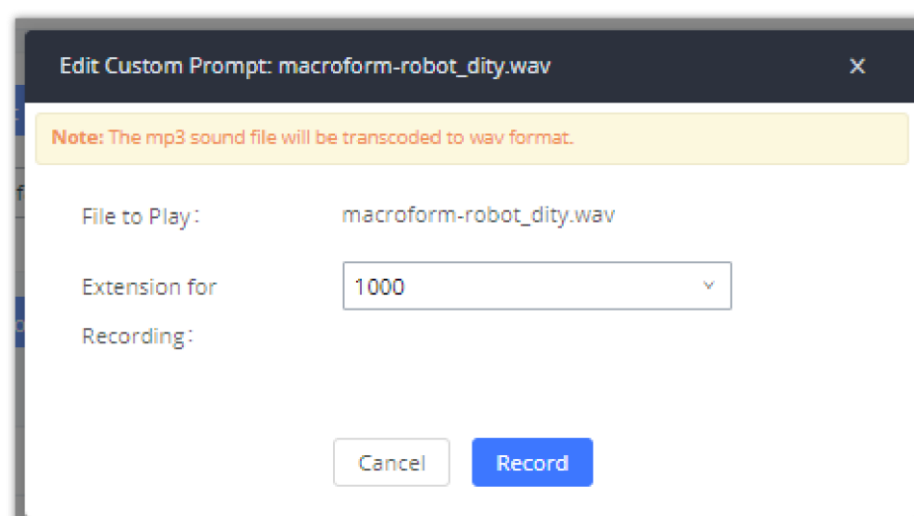 Edit Custom Prompt: macroform-robot_dity.wav
Note: The mp3 sound file will be transcoded to wav format.
File to Play: macroform-robot_dity.wav
Extension for 1000
Recording:
Cancel Record